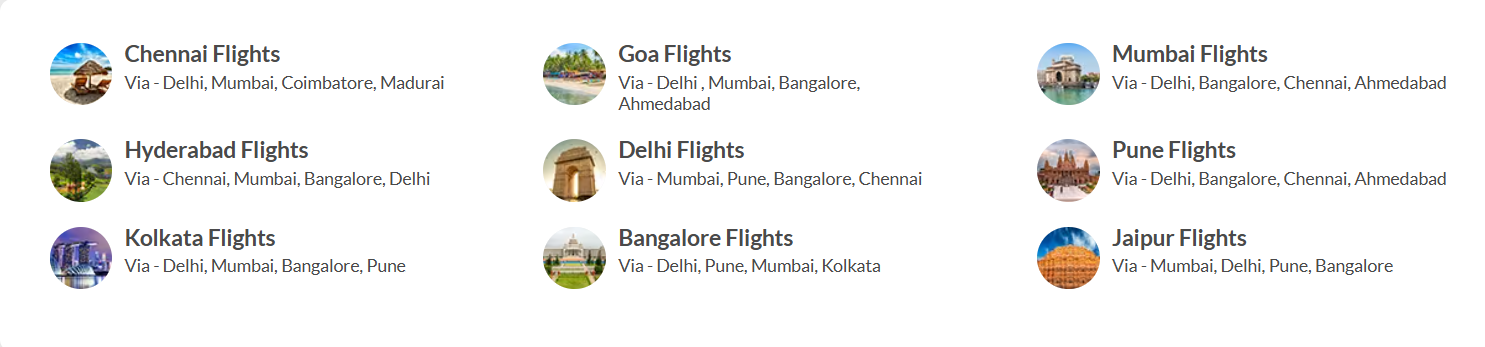 Chennai Flights
Via - Delhi, Mumbai, Coimbatore, Madurai
Goa Flights
Via - Delhi , Mumbai, Bangalore,
Ahmedabad
Mumbai Flights
Via - Delhi, Bangalore, Chennai, Ahmedabad
Hyderabad Flights
Via - Chennai, Mumbai, Bangalore, Delhi
Delhi Flights
Via - Mumbai, Pune, Bangalore, Chennai
Pune Flights
Via - Delhi, Bangalore, Chennai, Ahmedabad
Kolkata Flights
Via - Delhi, Mumbai, Bangalore, Pune
Bangalore Flights
Via - Delhi, Pune, Mumbai, Kolkata
Jaipur Flights
Via - Mumbai, Delhi, Pune, Bangalore